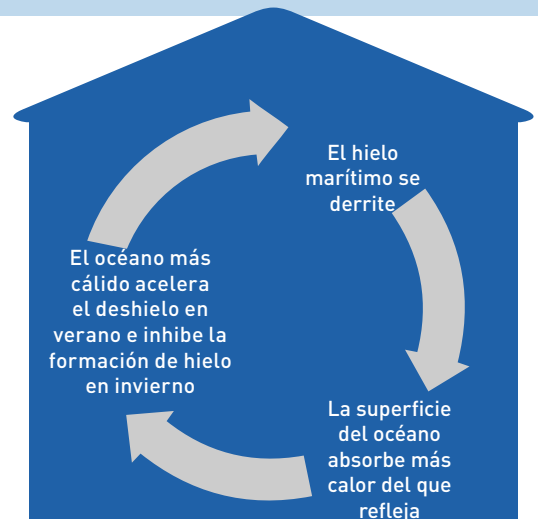 El hielo
marítimo se
derrite
La superficie
del océano
absorbe más
calor del que
refleja
El océano más
cálido acelera
el deshielo en
verano e inhibe la
formación de hielo
en invierno